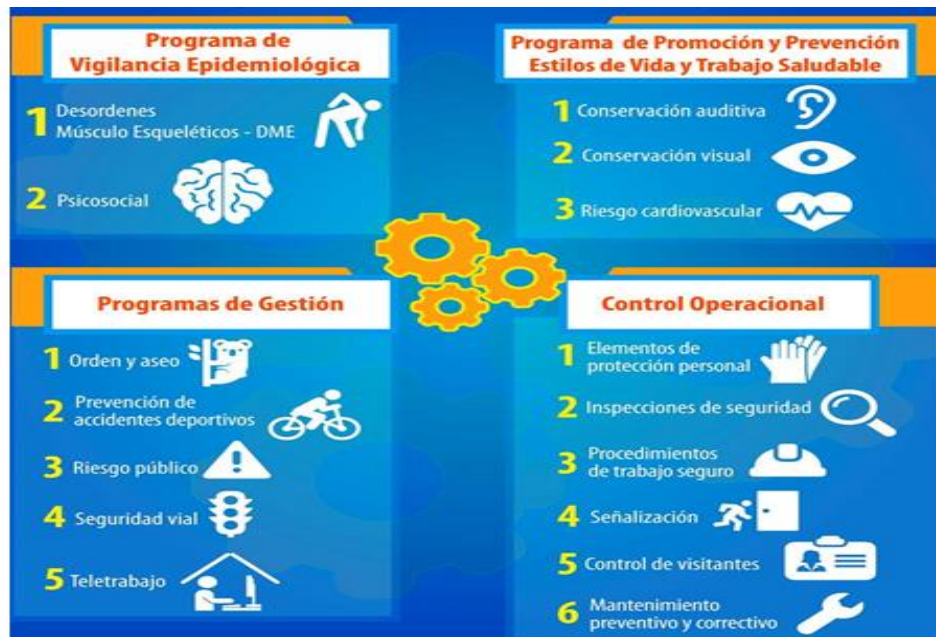 Programa de
Vigilancia Epidemiológica
1 Desordenes
Músculo Esqueléticos - DME
2 Psicosocial
Programa de Promoción y Prevención
Estilos de Vida y Trabajo Saludable
1 Conservación auditiva
2 Conservación visual
3 Riesgo cardiovascular
Programas de Gestión
1 Orden y aseo
2 Prevención de
accidentes deportivos
3 Riesgo público
4 Seguridad vial
5 Teletrabajo
Control Operacional
1 Elementos de
protección personal
2 Inspecciones de seguridad
3 Procedimientos
de trabajo seguro
4 Señalización
5 Control de visitantes
6 Mantenimiento
preventivo y correctivo